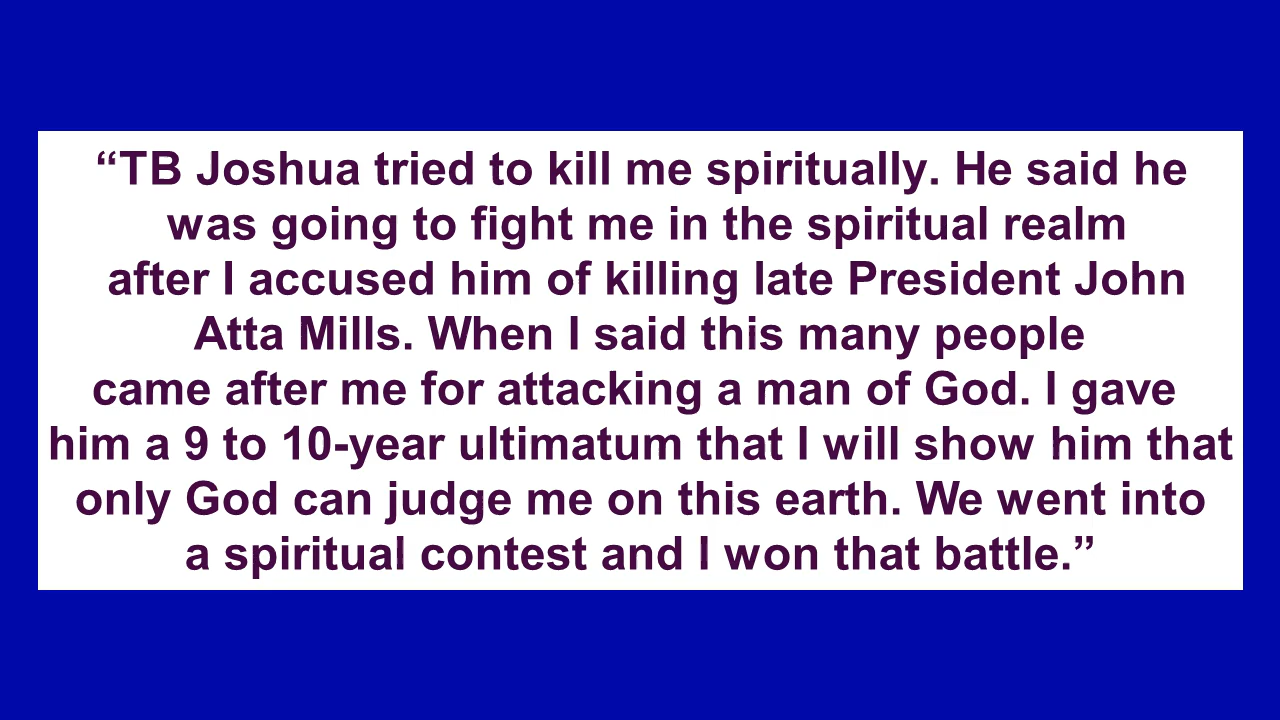 “TB Joshua tried to kill me spiritually. He said he
was going to fight me in the spiritual realm
after I accused him of killing late President John
Atta Mills. When I said this many people
came after me for attacking a man of God. I gave
him a 9 to 10-year ultimatum that I will show him that
only God can judge me on this earth. We went into
a spiritual contest and I won that battle.”